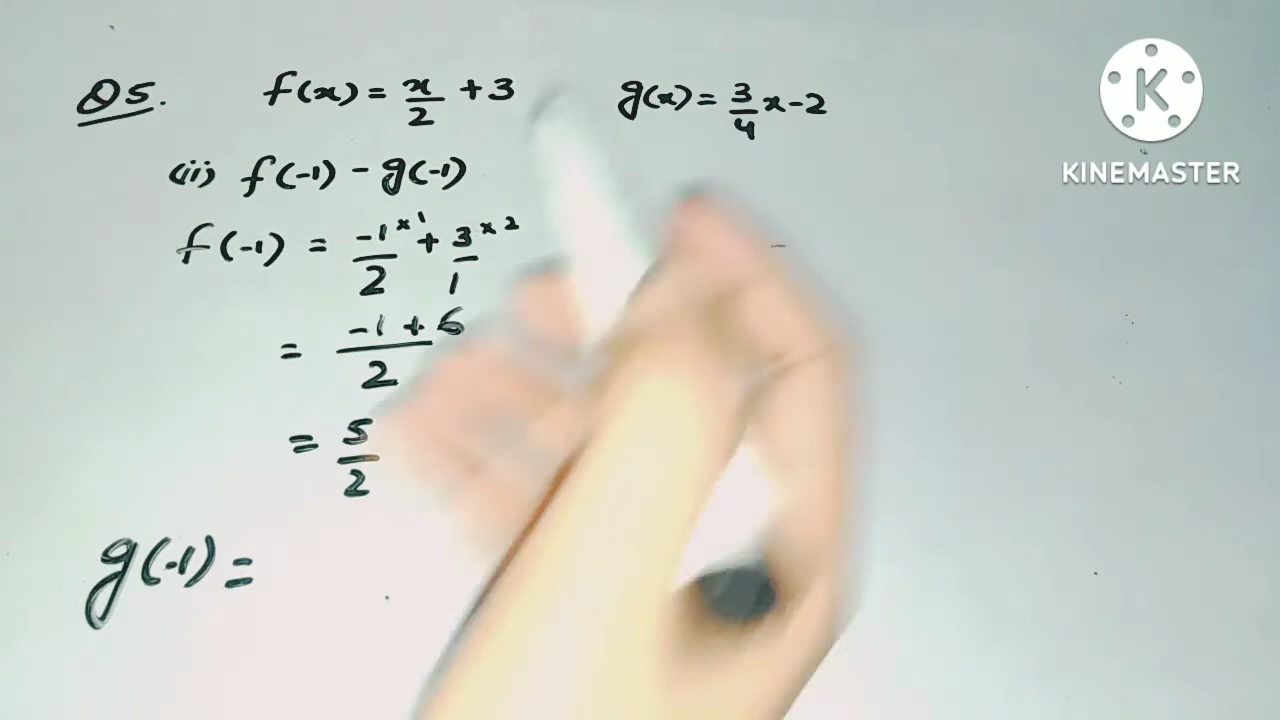 Q5. f(x) = x/2 + 3 g(x) = 3/4 x - 2
(ii) f(-1) - g(-1)
f(-1) = -1/2 ×1 + 3/1 ×2
= -1 + 6/2
= 5/2
g(-1) =
K
KINEMASTER